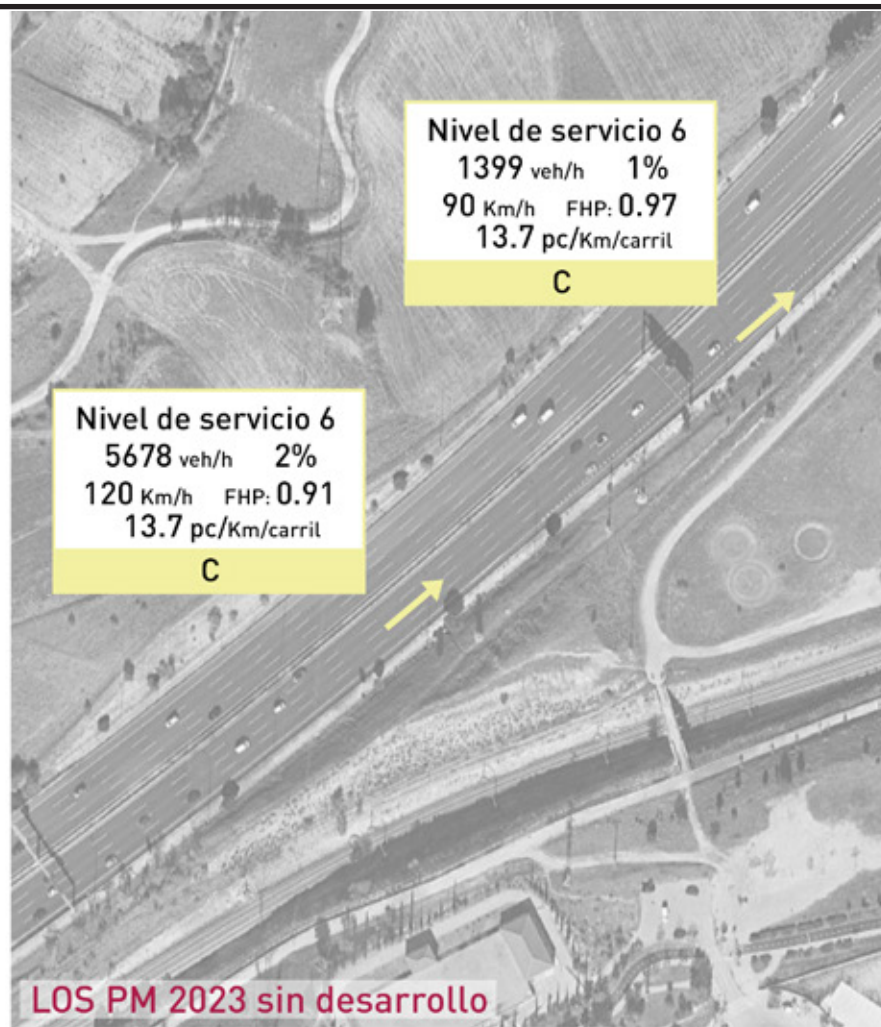 Nivel de servicio 6
1399 veh/h 1%
90 Km/h FHP: 0.97
13.7 pc/Km/carril
C
Nivel de servicio 6
5678 veh/h 2%
120 Km/h FHP: 0.91
13.7 pc/Km/carril
C
LOS PM 2023 sin desarrollo